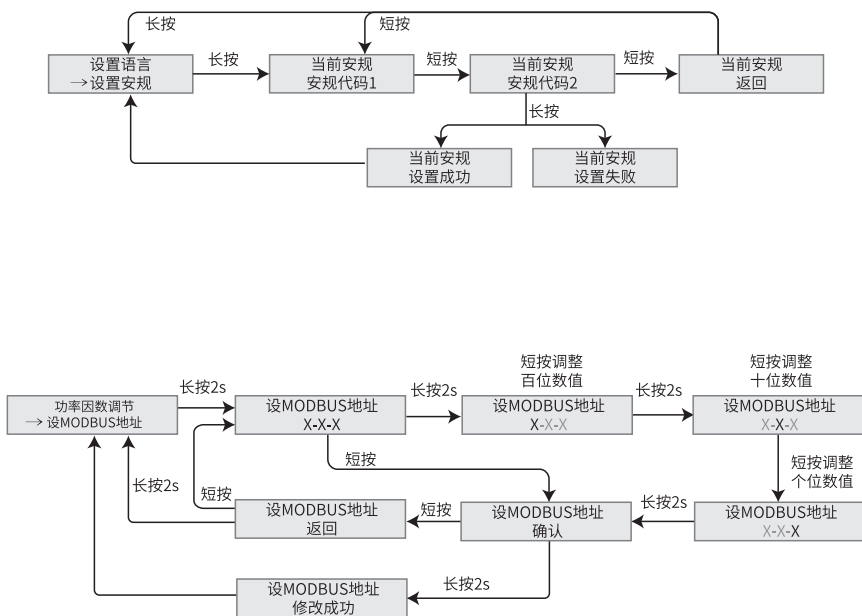 长按
短按
设置语言
→设置安规
长按
当前安规
安规代码1
短按
当前安规
安规代码2
短按
当前安规
返回
长按
当前安规
设置成功
当前安规
设置失败
短按调整
百位数值
短按调整
十位数值
功率因数调节
→ 设MODBUS地址
长按2s
设MODBUS地址
X-X-X
长按2s
设MODBUS地址
X-X-X
长按2s
设MODBUS地址
X-X-X
短按
短按调整
个位数值
长按2s
短按
设MODBUS地址
返回
短按
设MODBUS地址
确认
长按2s
设MODBUS地址
X-X-X
长按2s
设MODBUS地址
修改成功